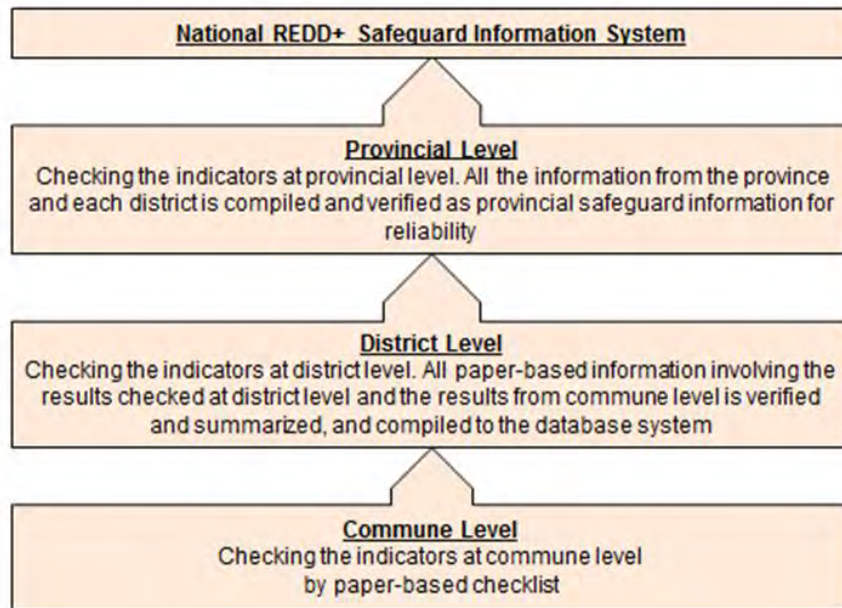 National REDD+ Safeguard Information System
Provincial Level
Checking the indicators at provincial level. All the information from the province
and each district is compiled and verified as provincial safeguard information for
reliability
District Level
Checking the indicators at district level. All paper-based information involving the
results checked at district level and the results from commune level is verified
and summarized, and compiled to the database system
Commune Level
Checking the indicators at commune level
by paper-based checklist